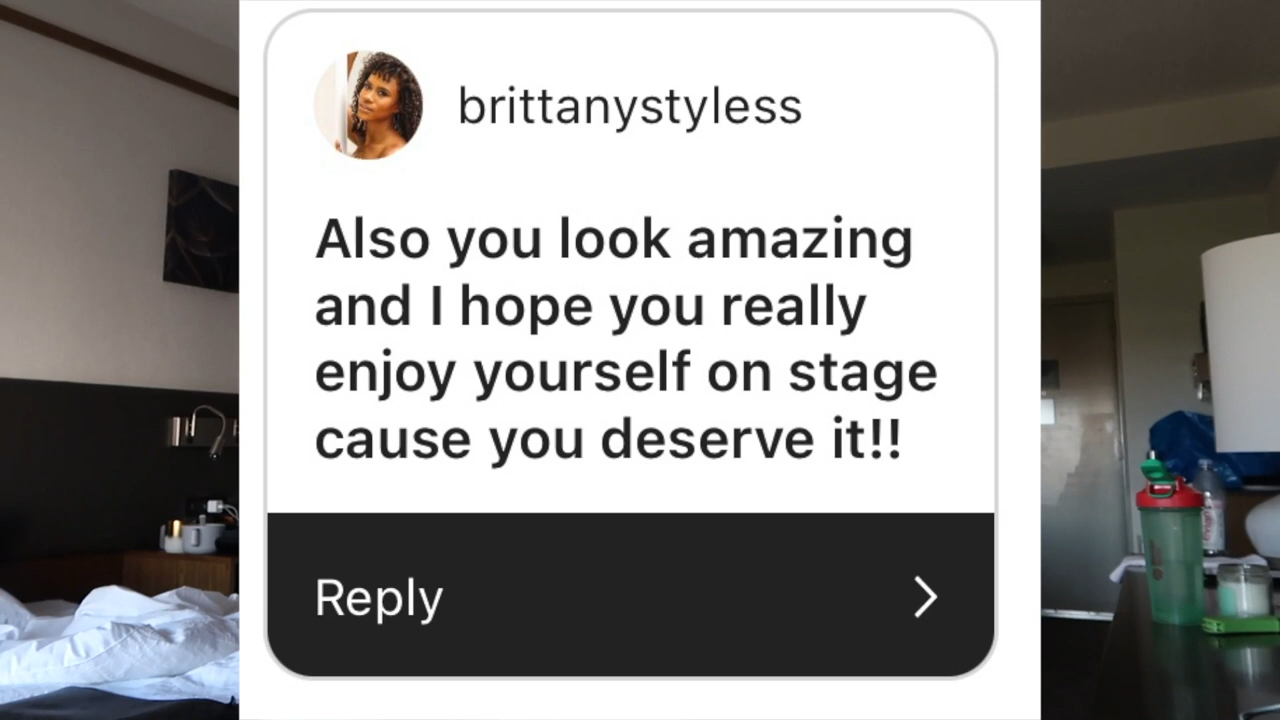 brittanystyless
Also you look amazing
and I hope you really
enjoy yourself on stage
cause you deserve it!!
Reply